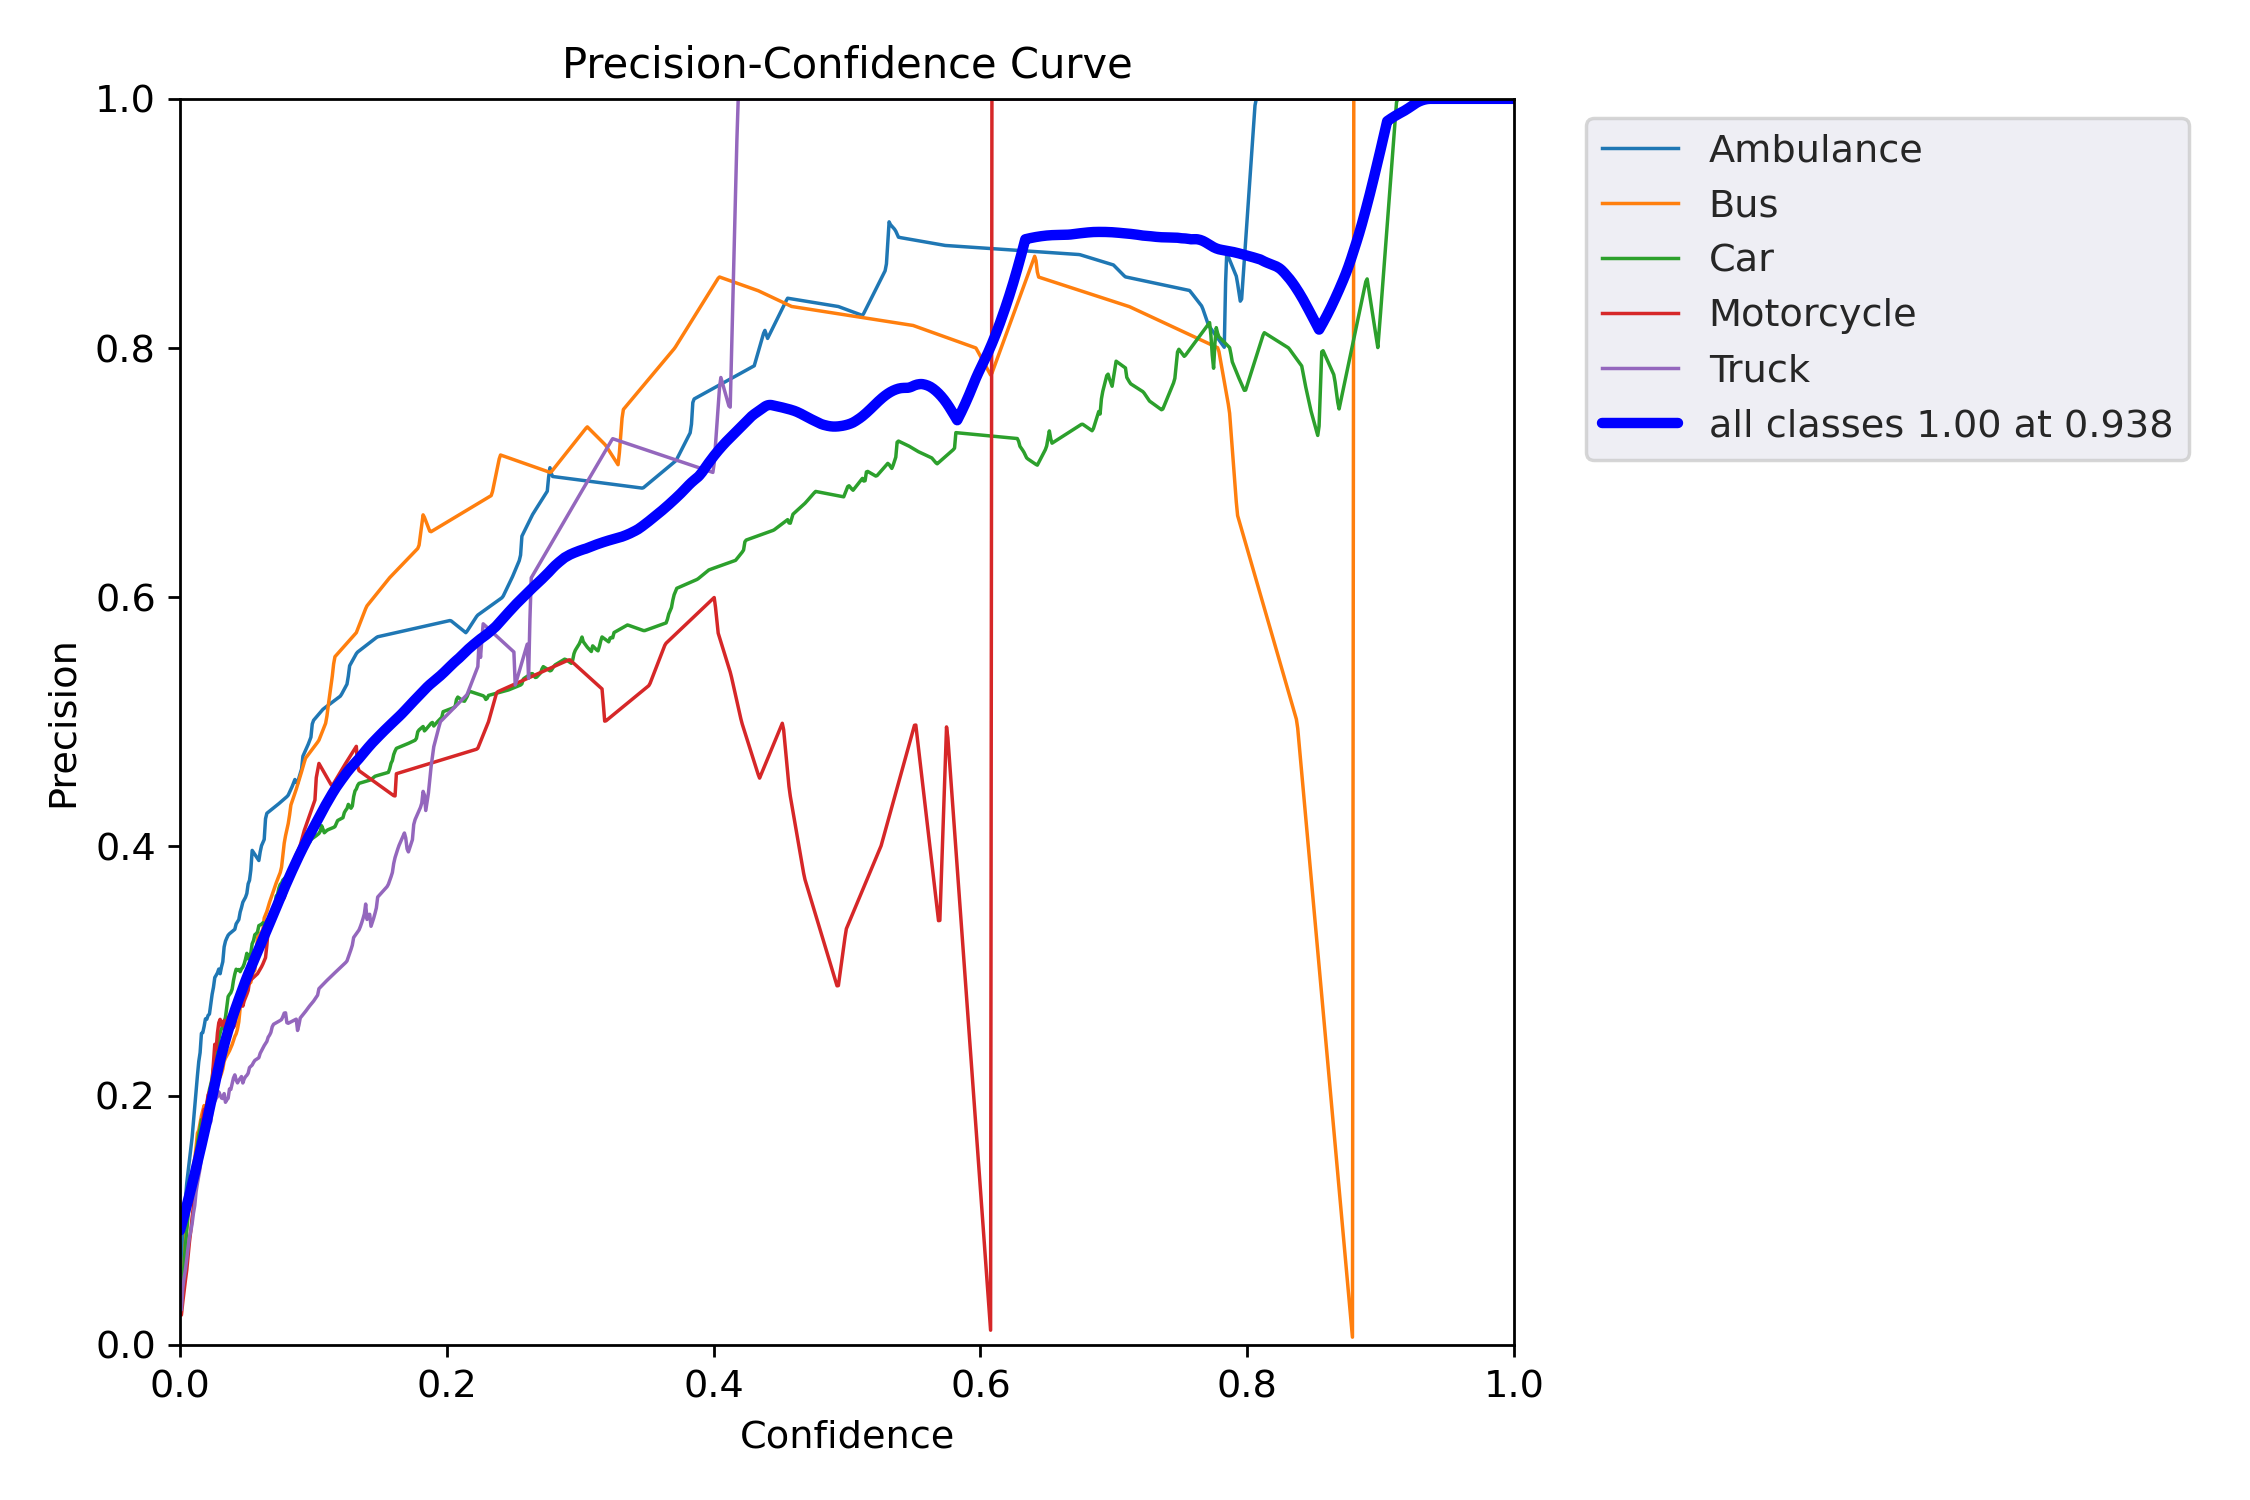 Precision-Confidence Curve
1.0
0.8
0.6
0.4
0.2
0.0
Precision
0.0 0.2 0.4 0.6 0.8 1.0
Confidence
Ambulance
Bus
Car
Motorcycle
Truck
all classes 1.00 at 0.938